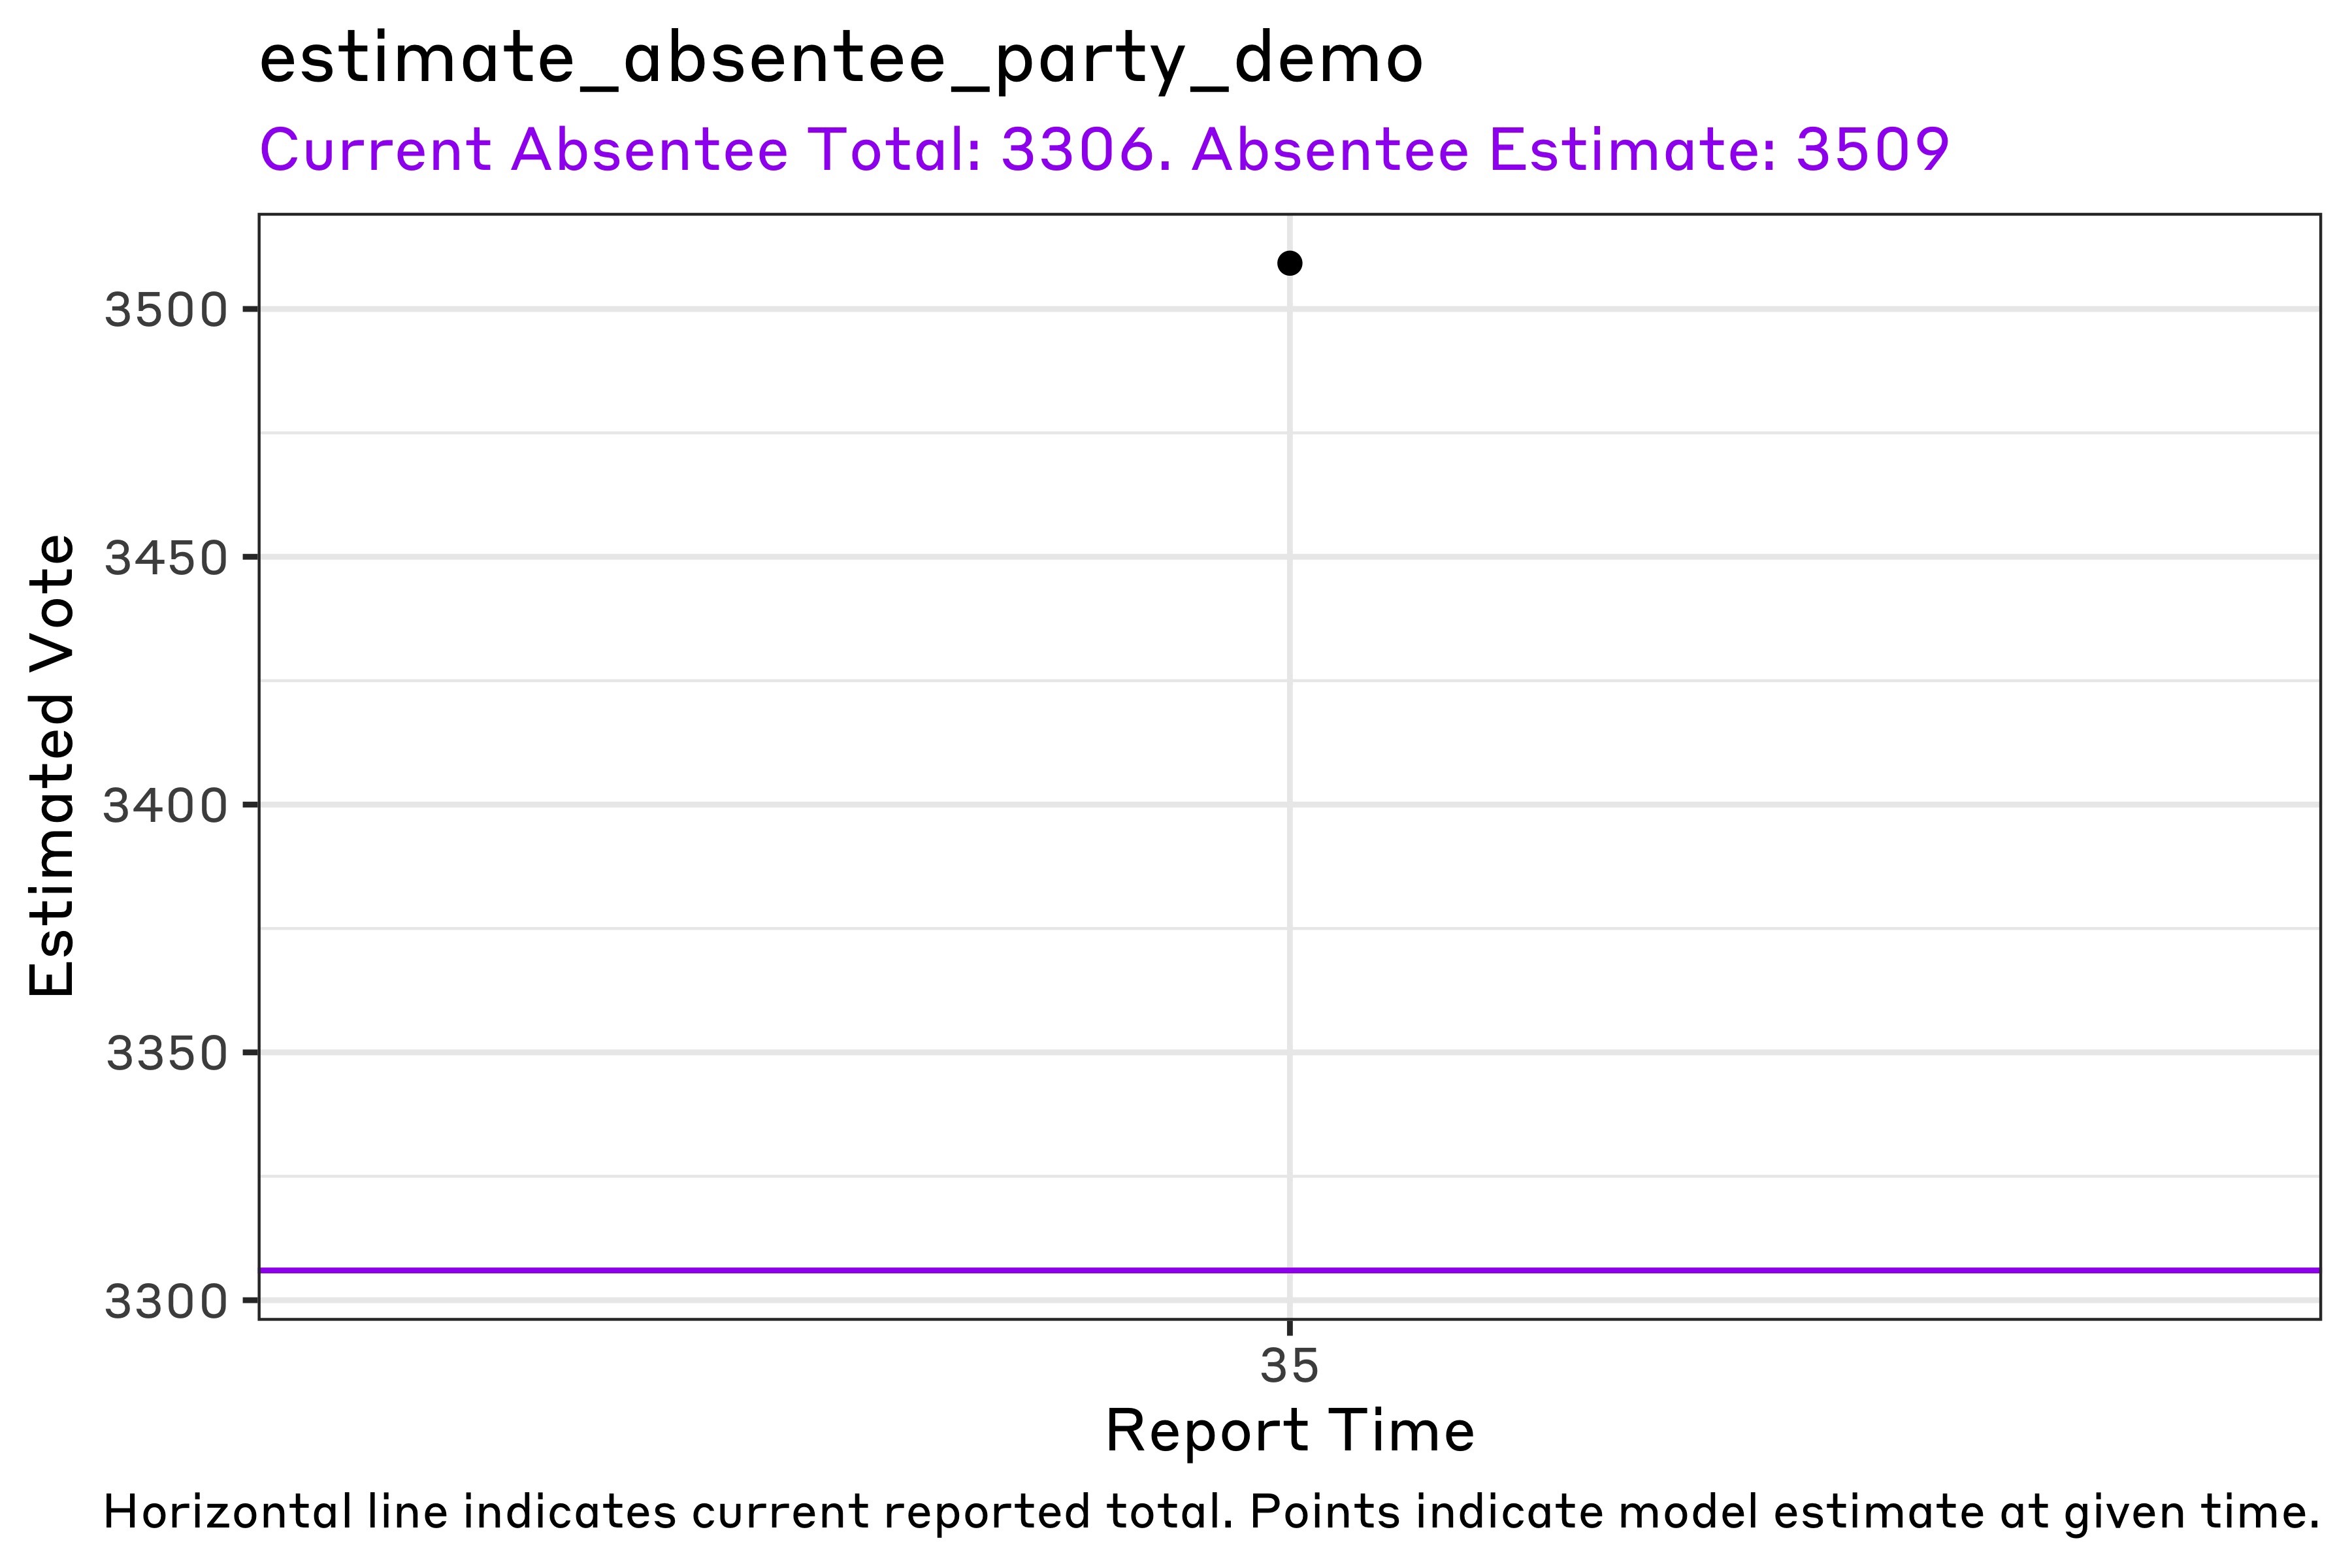 estimate_absentee_party_demo
Current Absentee Total: 3306. Absentee Estimate: 3509
Estimated Vote
3500
3450
3400
3350
3300
35
Report Time
Horizontal line indicates current reported total. Points indicate model estimate at given time.